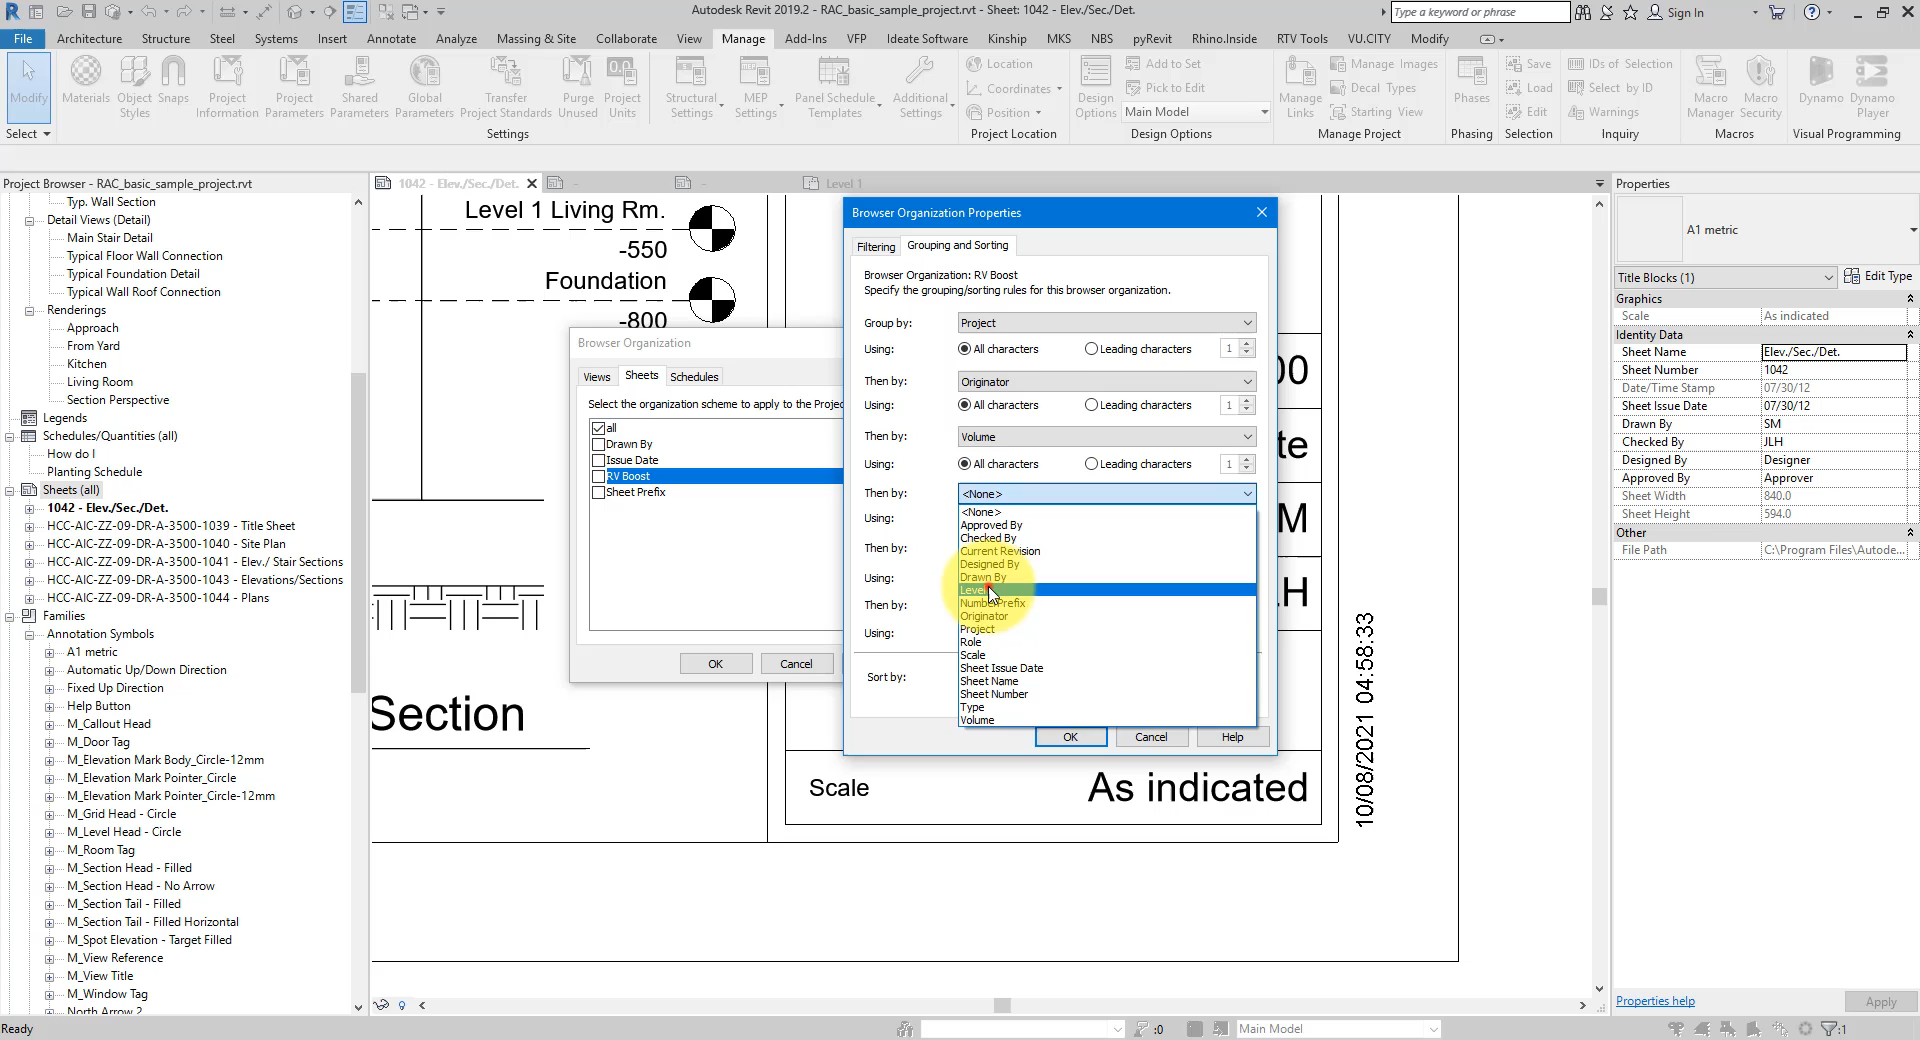 Autodesk Revit 2019.2 - RAC_basic_sample_project.rvt - Sheet: 1042 - Elev./Sec./Det.
Type a keyword or phrase
Sign In
File Architecture Structure Steel Systems Insert Annotate Analyze Massing & Site Collaborate View Manage Add-Ins VFP Ideate Software Kinship MKS NBS pyRevit Rhino.Inside RTV Tools VU.CITY Modify
Modify
Materials
Object Styles
Snaps
Project Information
Project Parameters
Shared Parameters
Global Parameters
Transfer Project Standards
Purge Unused
Project Units
Structural Settings
MEP Settings
Panel Schedule Templates
Additional Settings
Location
Coordinates
Position
Design Options
Add to Set
Pick to Edit
Main Model
Manage Links
Manage Images
Decal Types
Starting View
Phases
Save
Load
Edit
IDs of Selection
Select by ID
Warnings
Macro Manager
Macro Security
Dynamo
Dynamo Player
Select
Settings
Project Location
Design Options
Manage Project
Phasing
Selection
Inquiry
Macros
Visual Programming
Project Browser - RAC_basic_sample_project.rvt
Typ. Wall Section
Detail Views (Detail)
Main Stair Detail
Typical Floor Wall Connection
Typical Foundation Detail
Typical Wall Roof Connection
Renderings
Approach
From Yard
Kitchen
Living Room
Section Perspective
Legends
Schedules/Quantities (all)
How do I
Planting Schedule
Sheets (all)
1042 - Elev./Sec./Det.
HCC-AIC-ZZ-09-DR-A-3500-1039 - Title Sheet
HCC-AIC-ZZ-09-DR-A-3500-1040 - Site Plan
HCC-AIC-ZZ-09-DR-A-3500-1041 - Elev./ Stair Sections
HCC-AIC-ZZ-09-DR-A-3500-1043 - Elevations/Sections
HCC-AIC-ZZ-09-DR-A-3500-1044 - Plans
Families
Annotation Symbols
A1 metric
Automatic Up/Down Direction
Fixed Up Direction
Help Button
M_Callout Head
M_Door Tag
M_Elevation Mark Body_Circle-12mm
M_Elevation Mark Pointer_Circle
M_Elevation Mark Pointer_Circle-12mm
M_Grid Head - Circle
M_Level Head - Circle
M_Room Tag
M_Section Head - Filled
M_Section Head - No Arrow
M_Section Tail - Filled
M_Section Tail - Filled Horizontal
M_Spot Elevation - Target Filled
M_View Reference
M_View Title
M_Window Tag
North Arrow 2
1042 - Elev./Sec./Det.
-
-
Level 1
Level 1 Living Rm.
-550
Foundation
-800
Section
Browser Organization
Views Sheets Schedules
Select the organization scheme to apply to the Projec
all
Drawn By
Issue Date
RV Boost
Sheet Prefix
OK Cancel
Browser Organization Properties
Filtering Grouping and Sorting
Browser Organization: RV Boost
Specify the grouping/sorting rules for this browser organization.
Group by: Project
Using: All characters Leading characters 1
Then by: Originator
Using: All characters Leading characters 1
Then by: Volume
Using: All characters Leading characters 1
Then by: <None>
Using:
Then by:
Using:
Then by:
Using:
Sort by:
<None>
Approved By
Checked By
Current Revision
Designed By
Drawn By
Level
Number Prefix
Originator
Project
Role
Scale
Sheet Issue Date
Sheet Name
Sheet Number
Type
Volume
OK Cancel Help
00
te
M
LH
Scale As indicated
10/08/2021 04:58:33
Properties
A1 metric
Title Blocks (1) Edit Type
Graphics
Scale As indicated
Identity Data
Sheet Name Elev./Sec./Det.
Sheet Number 1042
Date/Time Stamp 07/30/12
Sheet Issue Date 07/30/12
Drawn By SM
Checked By JLH
Designed By Designer
Approved By Approver
Sheet Width 840.0
Sheet Height 594.0
Other
File Path C:\Program Files\Autode...
Properties help Apply
Ready
:0
Main Model
:1